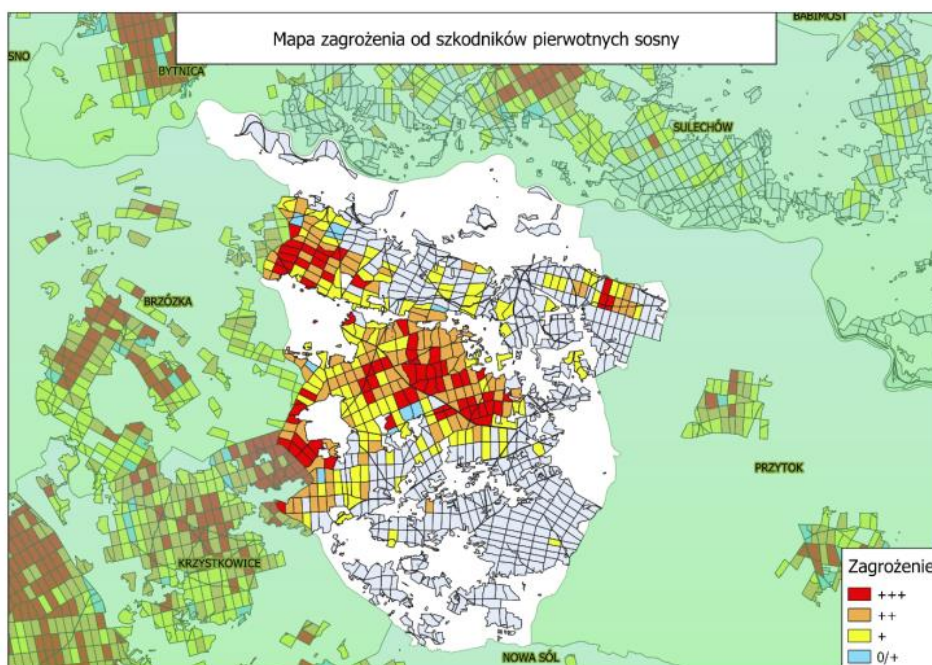 Mapa zagrożenia od szkodników pierwotnych sosny
BABIMOST
SNO
BYTNICA
SULECHÓW
BRZÓZKA
PRZYTOK
KRZYSTKOWICE
NOWA SÓL
Zagrożenie
+++
++
+
0/+